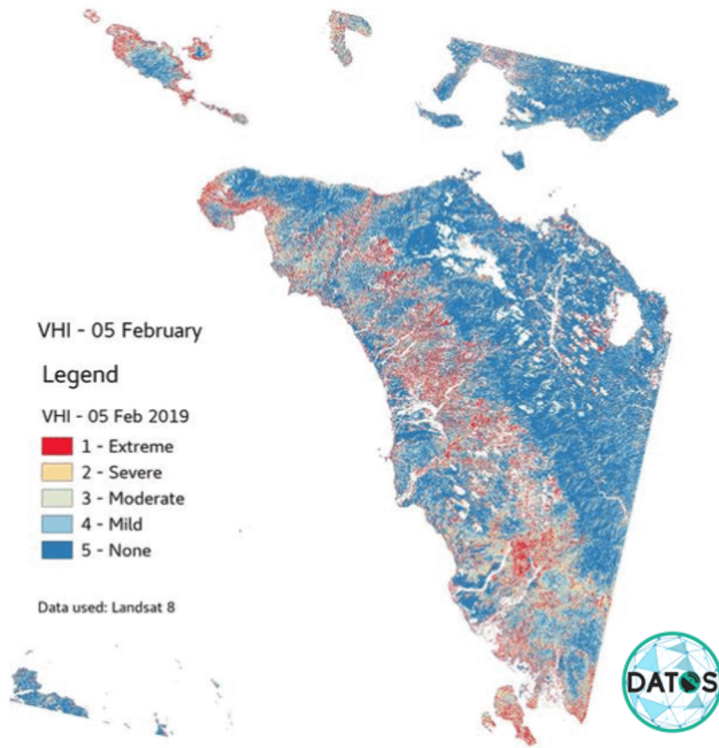 VHI - 05 February
Legend
VHI - 05 Feb 2019
1 - Extreme
2 - Severe
3 - Moderate
4 - Mild
5 - None
Data used: Landsat 8
DATOS